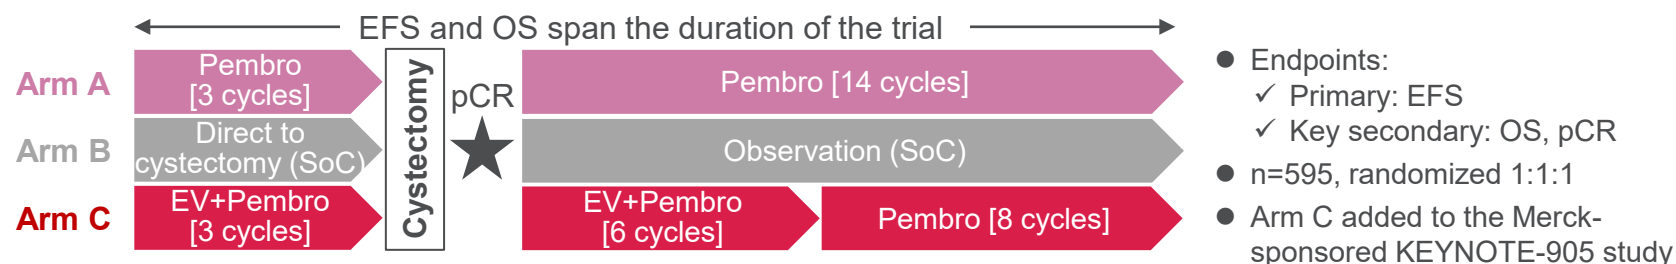 EFS and OS span the duration of the trial
Arm A
Pembro
[3 cycles]
Cystectomy
pCR
Pembro [14 cycles]
Arm B
Direct to
cystectomy (SoC)
Observation (SoC)
Arm C
EV+Pembro
[3 cycles]
EV+Pembro
[6 cycles]
Pembro [8 cycles]
● Endpoints:
✓ Primary: EFS
✓ Key secondary: OS, pCR
● n=595, randomized 1:1:1
● Arm C added to the Merck-
sponsored KEYNOTE-905 study